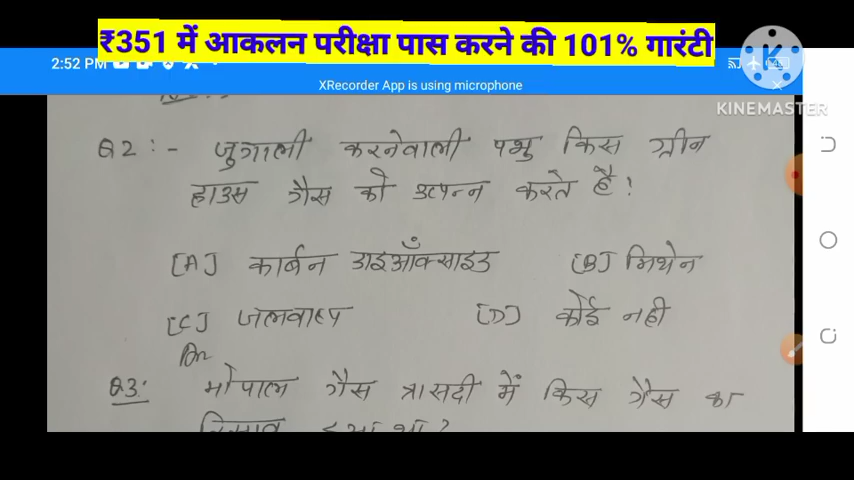 ₹351 में आकलन परीक्षा पास करने की 101% गारंटी
2:52 PM
XRecorder App is using microphone
KINEMASTER
Q2:- जुगाली करनेवाली पशु किस ग्रीन
हाउस गैस को उत्पन्न करते है?
[A] कार्बन डाइऑक्साइड [B] मिथेन
[C] जलवाष्प [D] कोई नही
An
Q3: भोपाल गैस त्रासदी में किस गैस का